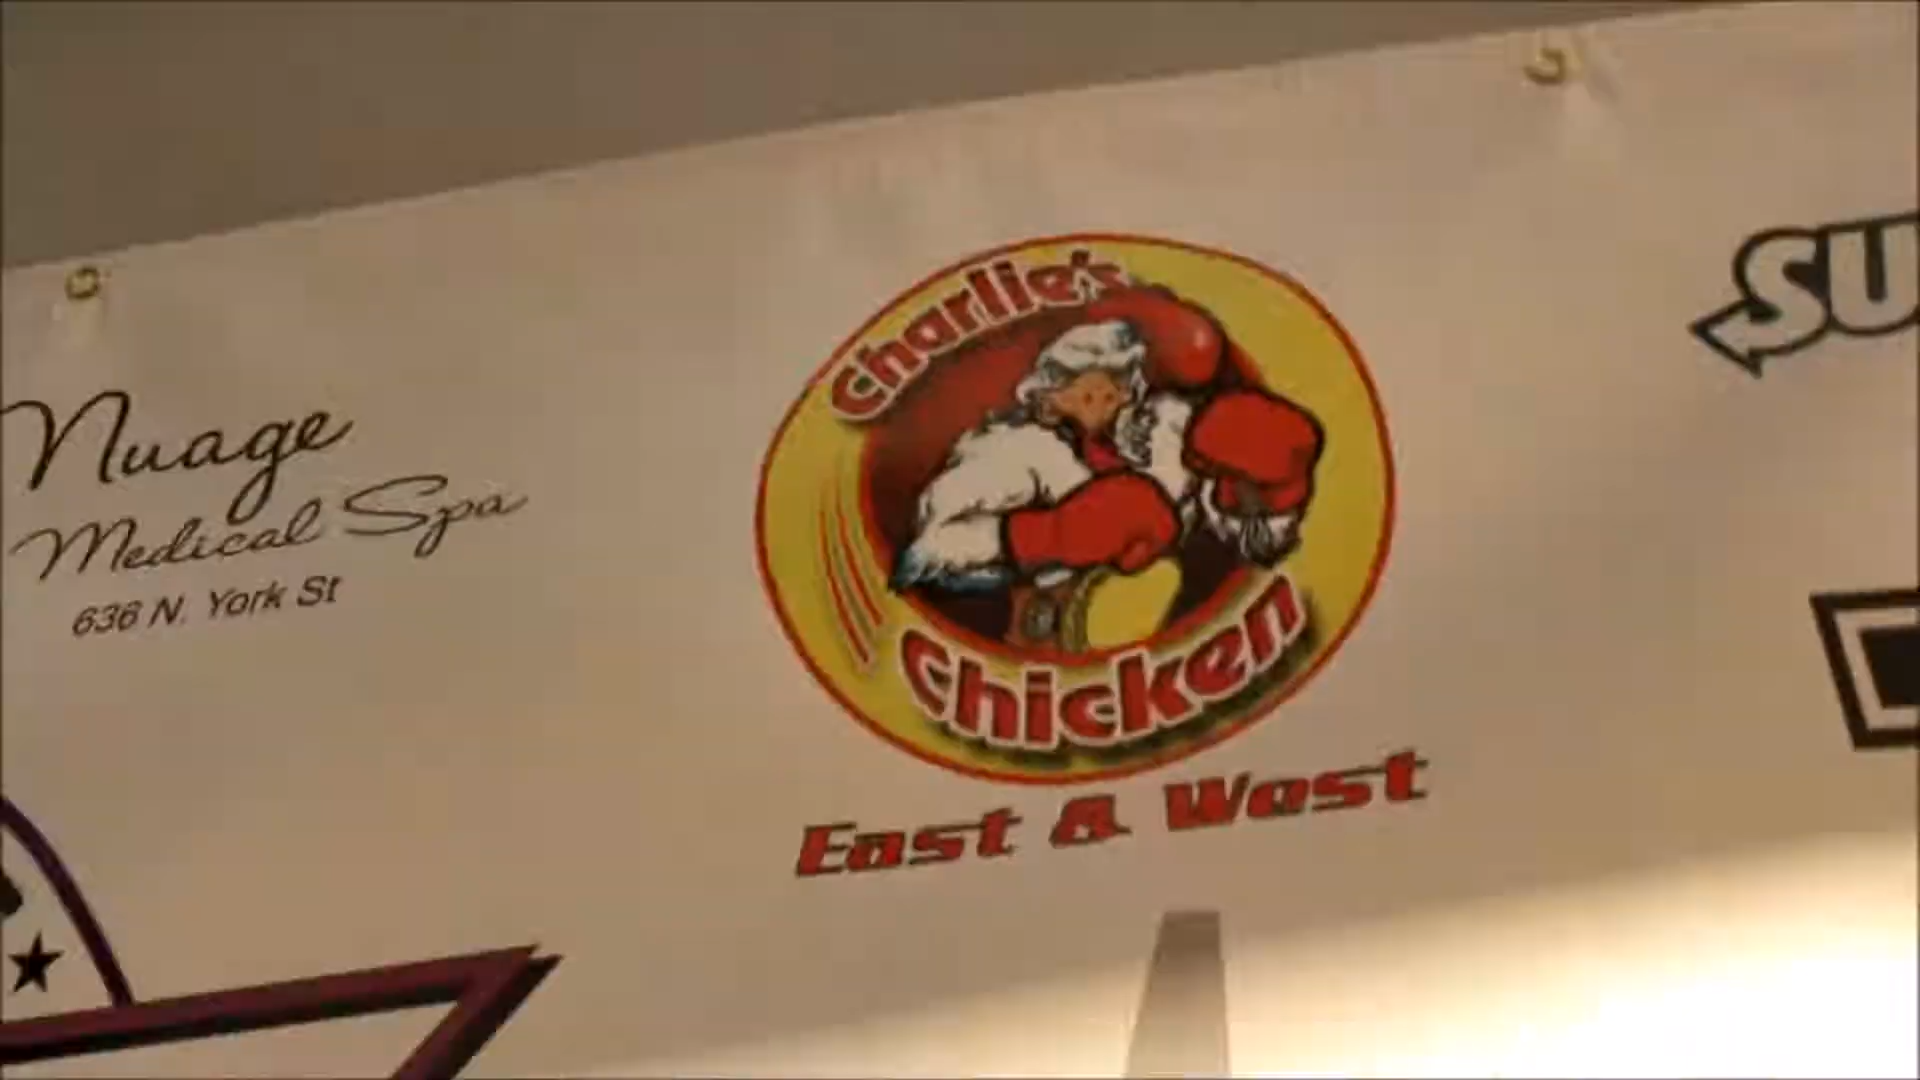 Nuage
Medical Spa
636 N. York St
Charlie's
Chicken
East & West
SU